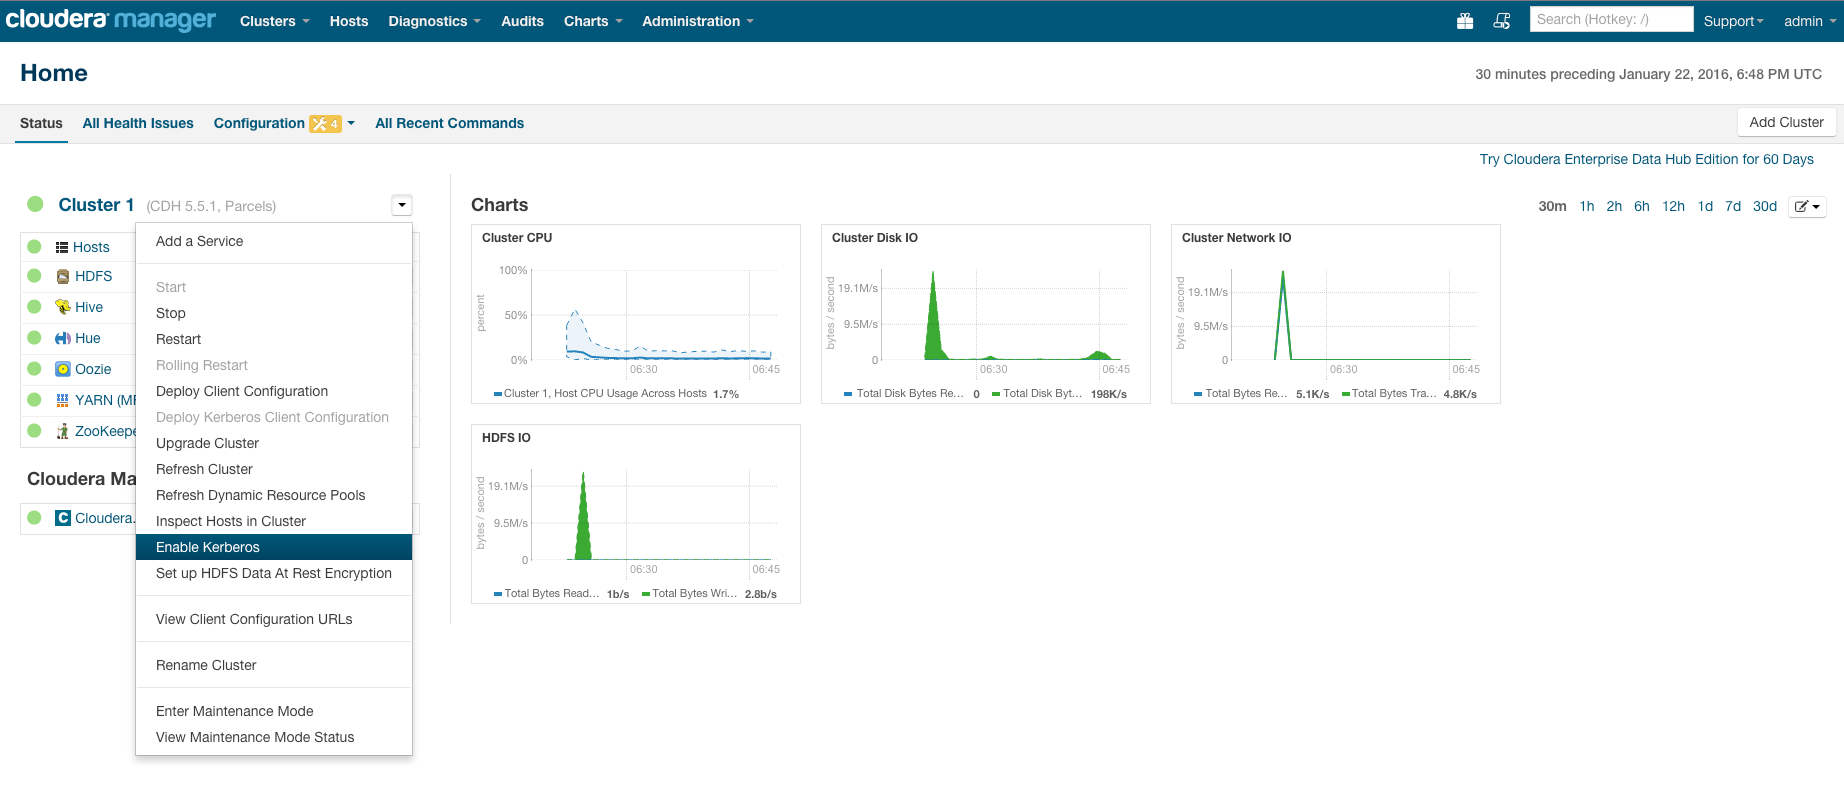 cloudera manager Clusters Hosts Diagnostics Audits Charts Administration Search (Hotkey: /) Support admin
Home
30 minutes preceding January 22, 2016, 6:48 PM UTC
Status All Health Issues Configuration 4 All Recent Commands Add Cluster
Try Cloudera Enterprise Data Hub Edition for 60 Days
Cluster 1 (CDH 5.5.1, Parcels)
Hosts
HDFS
Hive
Hue
Oozie
YARN (MR
ZooKeepe
Cloudera Ma
C Cloudera.
Add a Service
Start
Stop
Restart
Rolling Restart
Deploy Client Configuration
Deploy Kerberos Client Configuration
Upgrade Cluster
Refresh Cluster
Refresh Dynamic Resource Pools
Inspect Hosts in Cluster
Enable Kerberos
Set up HDFS Data At Rest Encryption
View Client Configuration URLs
Rename Cluster
Enter Maintenance Mode
View Maintenance Mode Status
Charts
30m 1h 2h 6h 12h 1d 7d 30d
Cluster CPU
percent
100%
50%
0%
06:30 06:45
Cluster 1, Host CPU Usage Across Hosts 1.7%
Cluster Disk IO
bytes / second
19.1M/s
9.5M/s
0
06:30 06:45
Total Disk Bytes Re... 0 Total Disk Byt... 198K/s
Cluster Network IO
bytes / second
19.1M/s
9.5M/s
0
06:30 06:45
Total Bytes Re... 5.1K/s Total Bytes Tra... 4.8K/s
HDFS IO
bytes / second
19.1M/s
9.5M/s
0
06:30 06:45
Total Bytes Read... 1b/s Total Bytes Wri... 2.8b/s